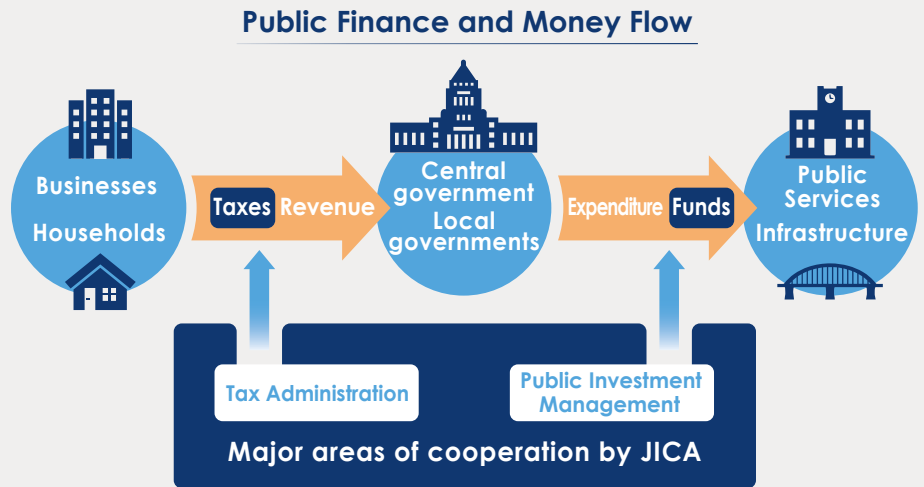 Public Finance and Money Flow
Businesses
Households
Taxes Revenue
Central
government
Local
governments
Expenditure Funds
Public
Services
Infrastructure
Tax Administration
Public Investment
Management
Major areas of cooperation by JICA